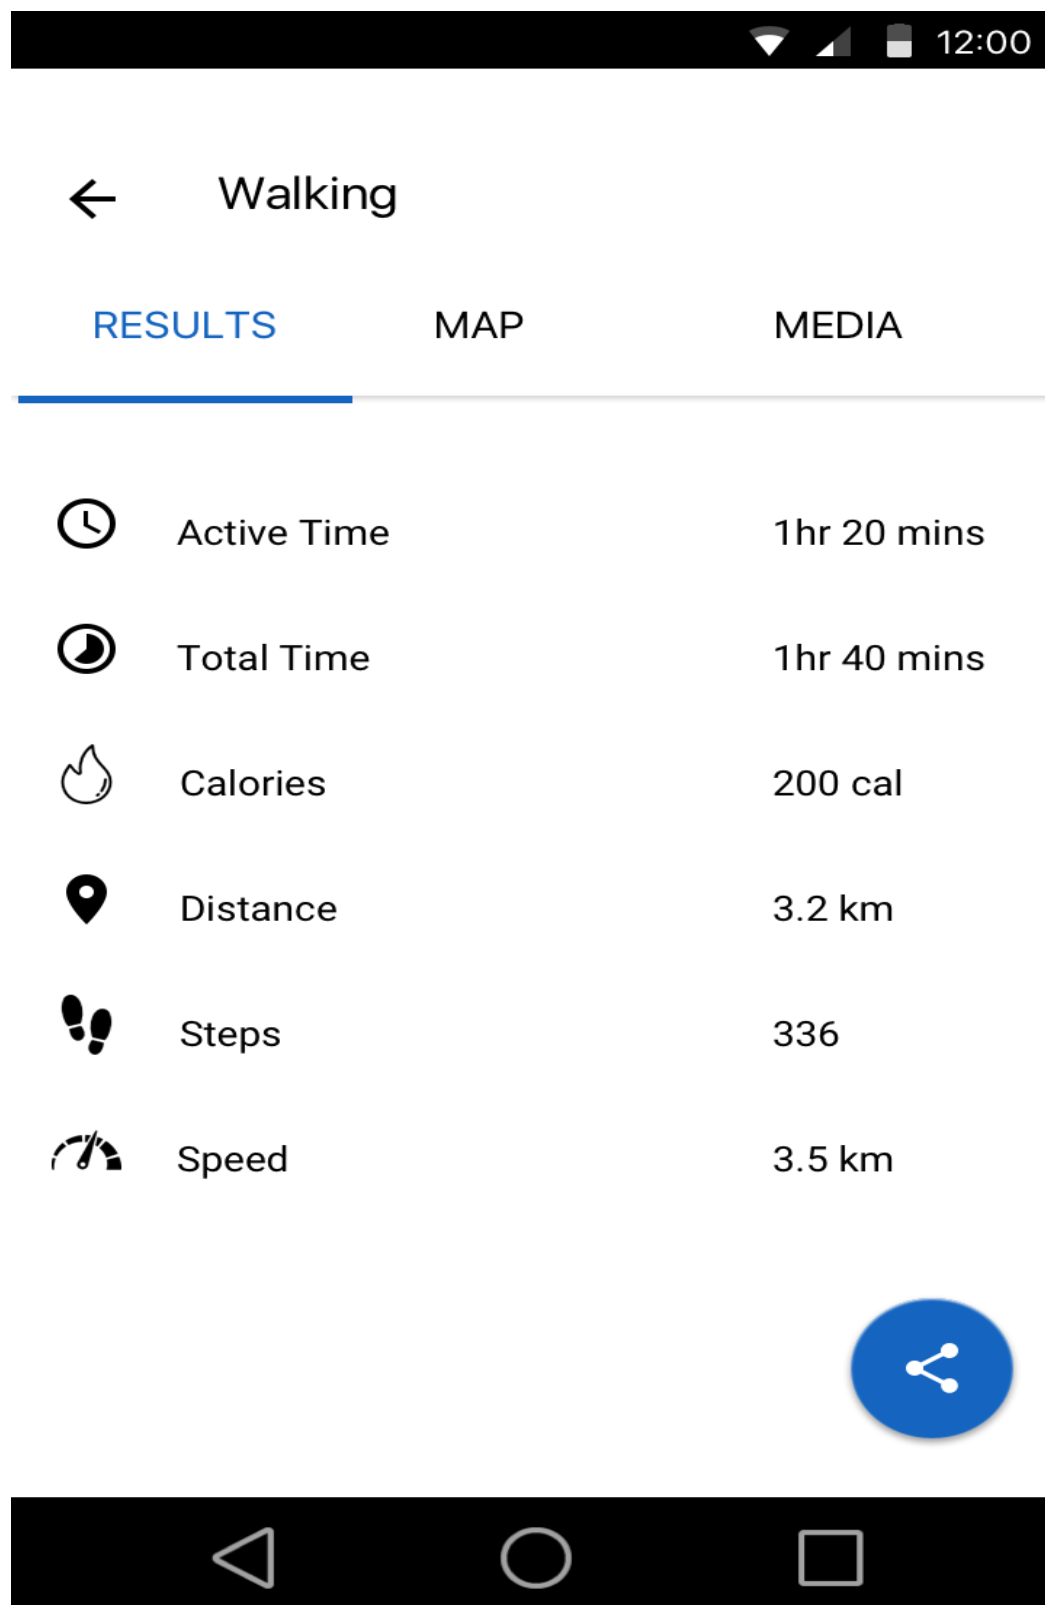 12:00
Walking
RESULTS MAP MEDIA
Active Time 1hr 20 mins
Total Time 1hr 40 mins
Calories 200 cal
Distance 3.2 km
Steps 336
Speed 3.5 km